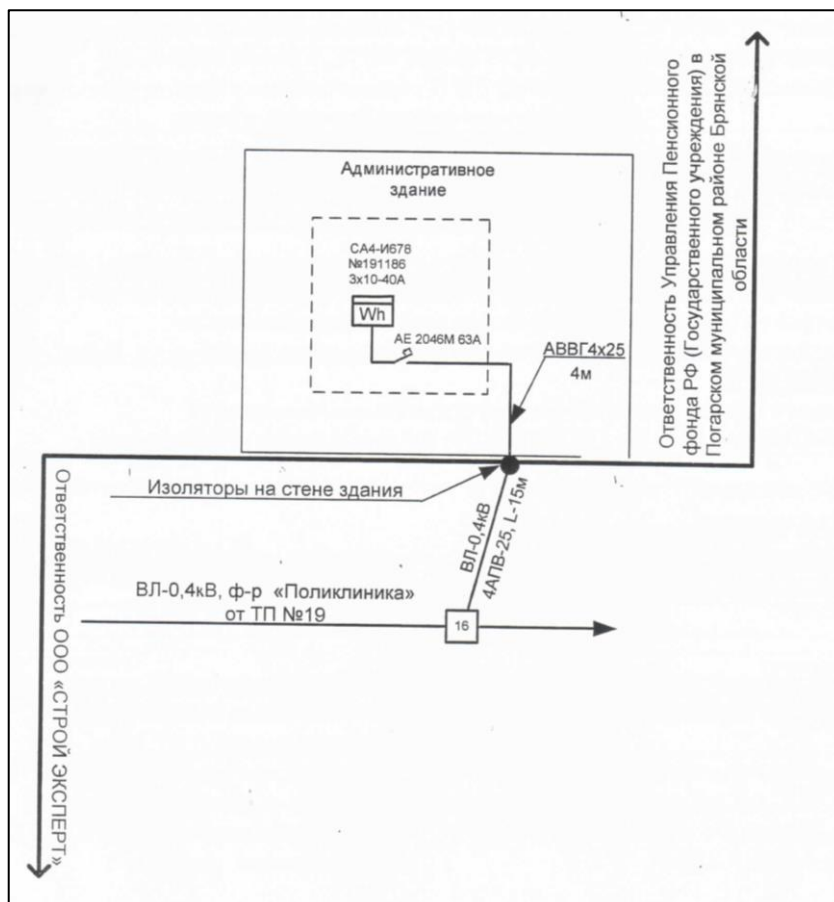 Административное
здание
СА4-И678
№191186
3х10-40А
Wh
АЕ 2046М 63А
АВВГ4х25
4м
Ответственность Управления Пенсионного
фонда РФ (Государственного учреждения) в
Погарском муниципальном районе Брянской
области
Изоляторы на стене здания
ВЛ-0,4кВ
4АПВ-25, L-15м
ВЛ-0,4кВ, ф-р «Поликлиника»
от ТП №19
16
Ответственность ООО «СТРОЙ ЭКСПЕРТ»